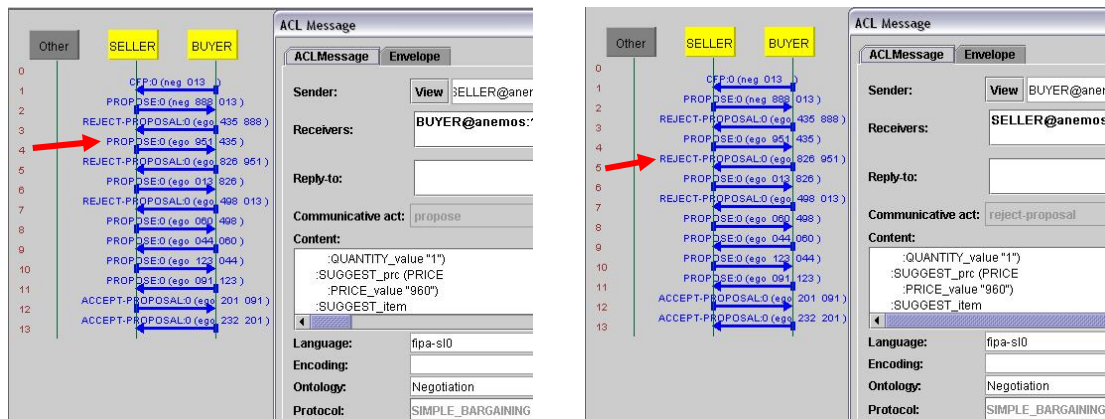 ACL Message
Other SELLER BUYER
ACLMessage Envelope
0
CFP:0 (neg 013 )
1
Sender: View
PROPOSE:0 (neg 888 013 )
2
REJECT-PROPOSAL:0 (ego 435 888 )
3
Receivers: BUYER@anemos:
PROPOSE:0 (ego 951 435 )
4
REJECT-PROPOSAL:0 (ego 826 951 )
5
Reply-to:
PROPOSE:0 (ego 013 826 )
6
REJECT-PROPOSAL:0 (ego 498 013 )
7
Communicative act: propose
PROPOSE:0 (ego 060 498 )
8
Content:
PROPOSE:0 (ego 044 060 )
9
:QUANTITY_value "1")
PROPOSE:0 (ego 123 044 )
10
:SUGGEST_prc (PRICE
PROPOSE:0 (ego 091 123 )
11
:PRICE_value "960")
ACCEPT-PROPOSAL:0 (ego 201 091 )
12
:SUGGEST_item
ACCEPT-PROPOSAL:0 (ego 232 201 )
13
Language: fipa-sl0
Encoding:
Ontology: Negotiation
Protocol: SIMPLE_BARGAINING
ACL Message
Other SELLER BUYER
ACLMessage Envelope
0
CFP:0 (neg 013 )
1
Sender: View
PROPOSE:0 (neg 888 013 )
2
REJECT-PROPOSAL:0 (ego 435 888 )
3
Receivers: SELLER@anemos
PROPOSE:0 (ego 951 435 )
4
REJECT-PROPOSAL:0 (ego 826 951 )
5
Reply-to:
PROPOSE:0 (ego 013 826 )
6
REJECT-PROPOSAL:0 (ego 498 013 )
7
Communicative act: reject-proposal
PROPOSE:0 (ego 060 498 )
8
Content:
PROPOSE:0 (ego 044 060 )
9
:QUANTITY_value "1")
PROPOSE:0 (ego 123 044 )
10
:SUGGEST_prc (PRICE
PROPOSE:0 (ego 091 123 )
11
:PRICE_value "960")
ACCEPT-PROPOSAL:0 (ego 201 091 )
12
:SUGGEST_item
ACCEPT-PROPOSAL:0 (ego 232 201 )
13
Language: fipa-sl0
Encoding:
Ontology: Negotiation
Protocol: SIMPLE_BARGAINING